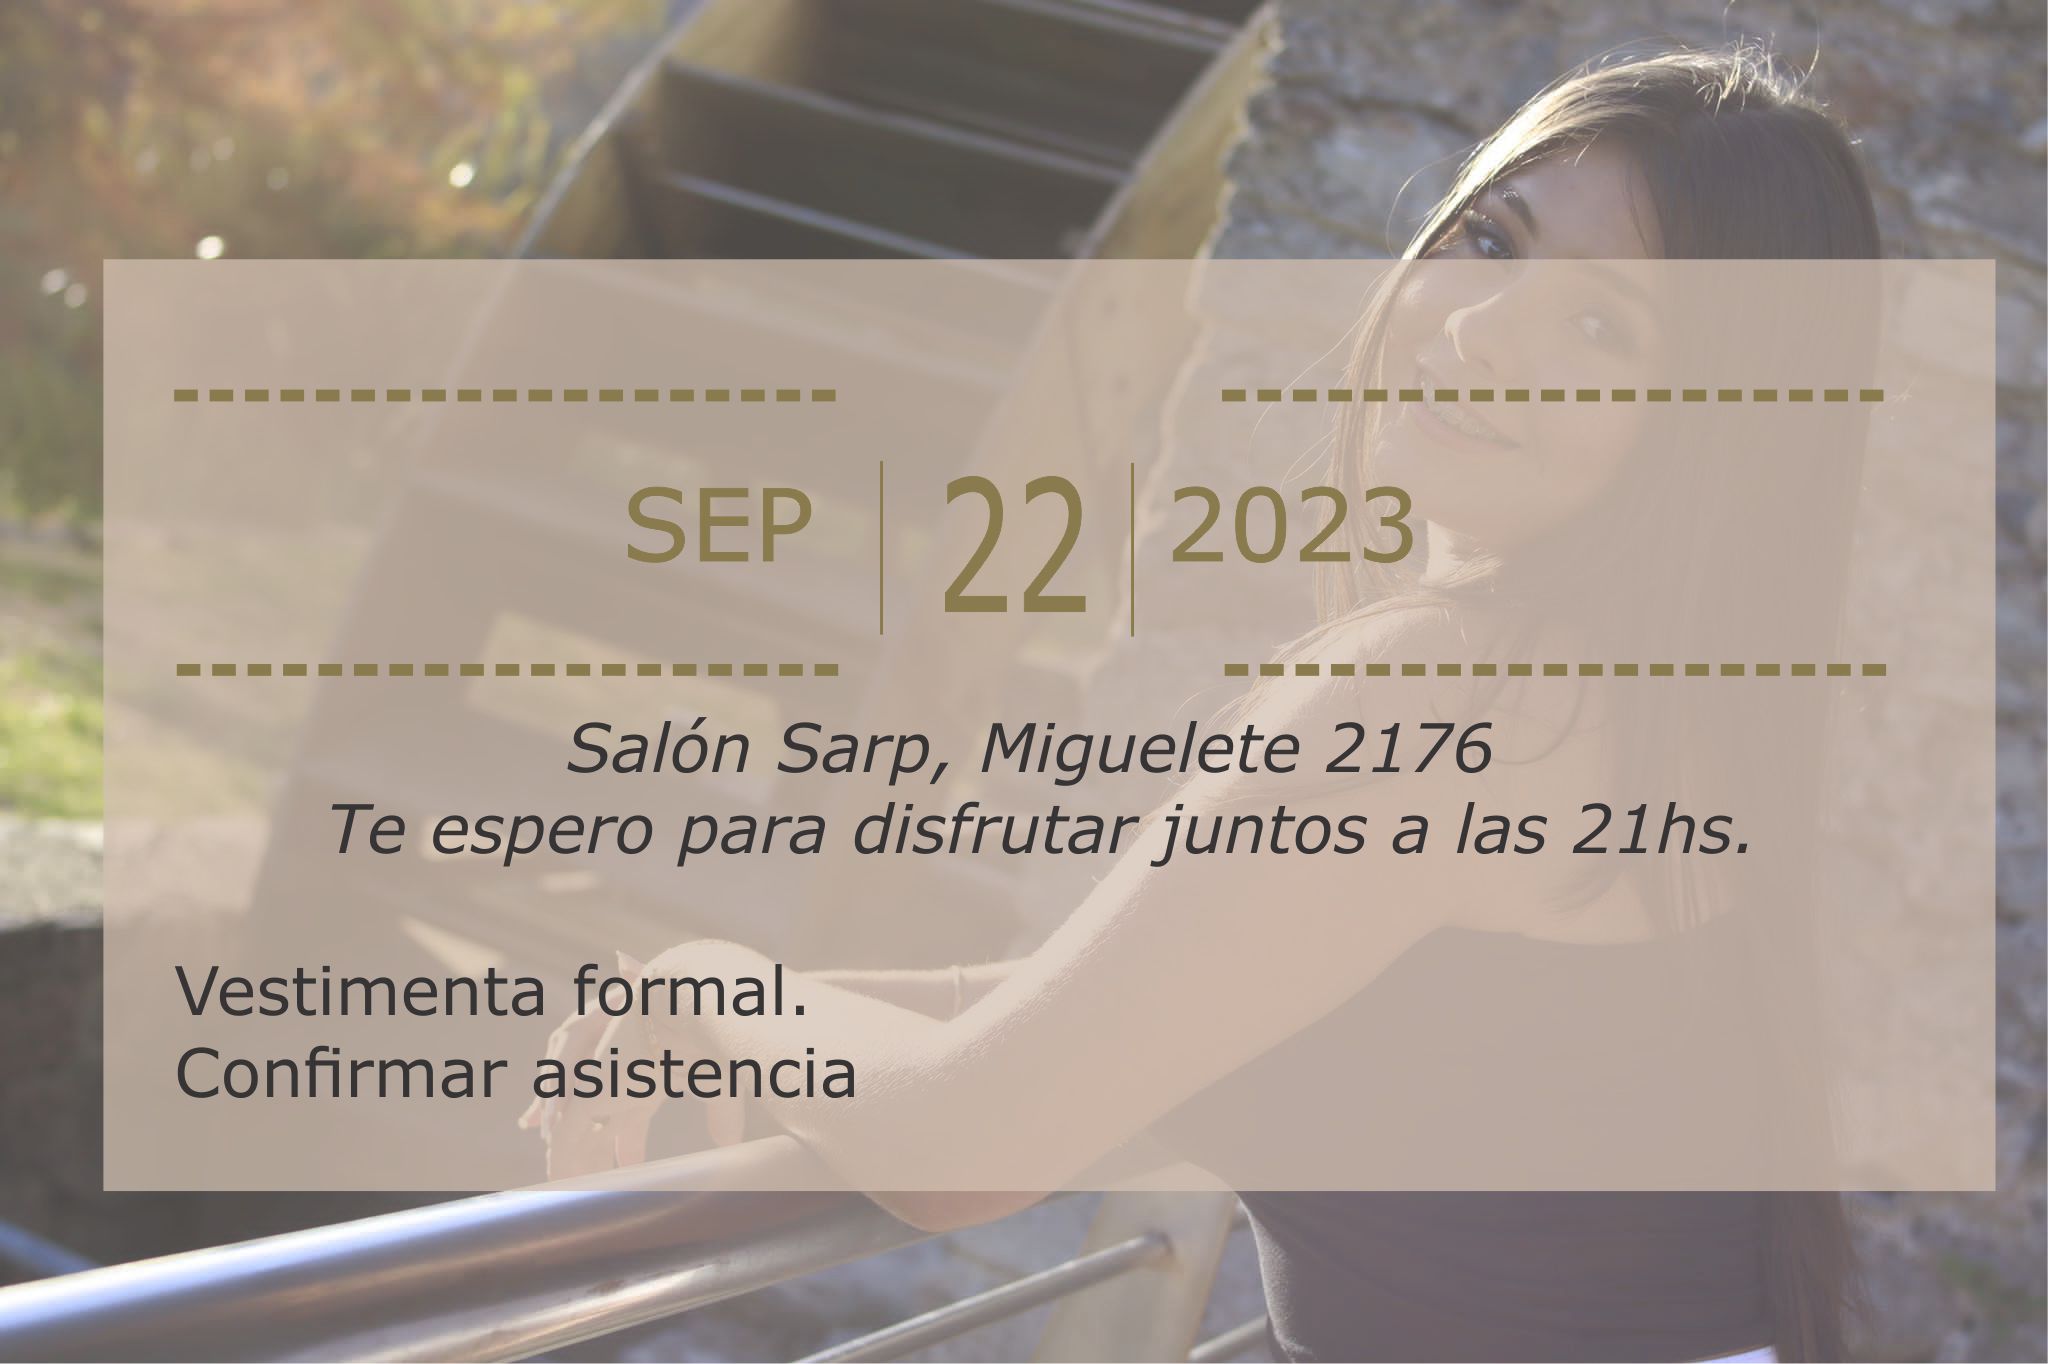 SEP 22 2023
Salón Sarp, Miguelete 2176
Te espero para disfrutar juntos a las 21hs.
Vestimenta formal.
Confirmar asistencia